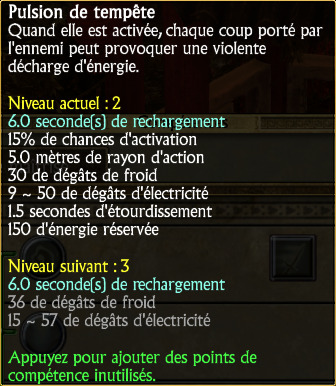 Pulsion de tempête
Quand elle est activée, chaque coup porté par
l'ennemi peut provoquer une violente
décharge d'énergie.
Niveau actuel : 2
6.0 seconde(s) de rechargement
15% de chances d'activation
5.0 mètres de rayon d'action
30 de dégâts de froid
9 ~ 50 de dégâts d'électricité
1.5 secondes d'étourdissement
150 d'énergie réservée
Niveau suivant : 3
6.0 seconde(s) de rechargement
36 de dégâts de froid
15 ~ 57 de dégâts d'électricité
Appuyez pour ajouter des points de
compétence inutilisés.